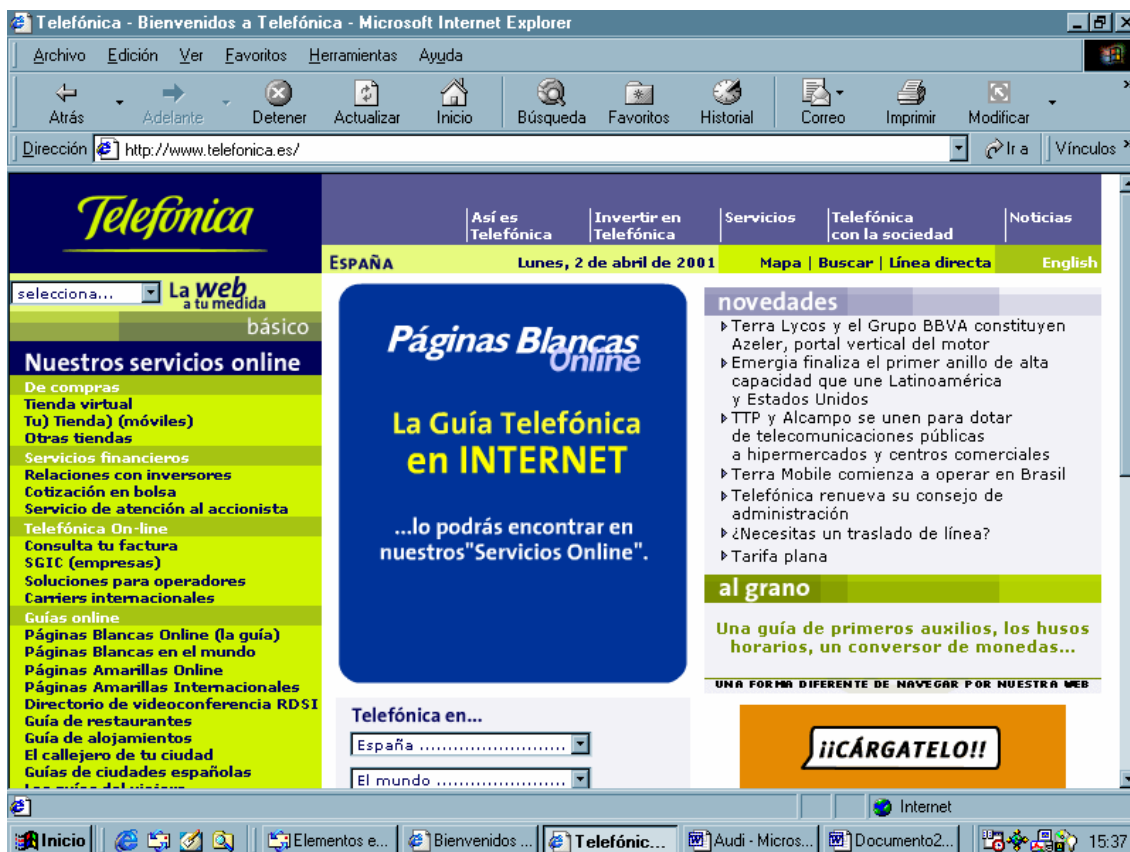 Telefónica - Bienvenidos a Telefónica - Microsoft Internet Explorer
Archivo Edición Ver Favoritos Herramientas Ayuda
Atrás Adelante Detener Actualizar Inicio Búsqueda Favoritos Historial Correo Imprimir Modificar
Dirección http://www.telefonica.es/ Ir a Vínculos
Telefónica
Así es Telefónica
Invertir en Telefónica
Servicios
Telefónica con la sociedad
Noticias
ESPAÑA Lunes, 2 de abril de 2001 Mapa | Buscar | Línea directa English
selecciona... La web
a tu medida
básico
Nuestros servicios online
De compras
Tienda virtual
Tu) Tienda) (móviles)
Otras tiendas
Servicios financieros
Relaciones con inversores
Cotización en bolsa
Servicio de atención al accionista
Telefónica On-line
Consulta tu factura
SGIC (empresas)
Soluciones para operadores
Carriers internacionales
Guías online
Páginas Blancas Online (la guía)
Páginas Blancas en el mundo
Páginas Amarillas Online
Páginas Amarillas Internacionales
Directorio de videoconferencia RDSI
Guía de restaurantes
Guía de alojamientos
El callejero de tu ciudad
Guías de ciudades españolas
Páginas Blancas
Online
La Guía Telefónica
en INTERNET
...lo podrás encontrar en
nuestros"Servicios Online".
Telefónica en...
España ..........................
El mundo .......................
novedades
Terra Lycos y el Grupo BBVA constituyen
Azeler, portal vertical del motor
Emergia finaliza el primer anillo de alta
capacidad que une Latinoamérica
y Estados Unidos
TTP y Alcampo se unen para dotar
de telecomunicaciones públicas
a hipermercados y centros comerciales
Terra Mobile comienza a operar en Brasil
Telefónica renueva su consejo de
administración
¿Necesitas un traslado de línea?
Tarifa plana
al grano
Una guía de primeros auxilios, los husos
horarios, un conversor de monedas...
UNA FORMA DIFERENTE DE NAVEGAR POR NUESTRA WEB
¡¡CÁRGATELO!!
Internet
Inicio Elementos e... Bienvenidos ... Telefónic... Audi - Micros... Documento2... 15:37